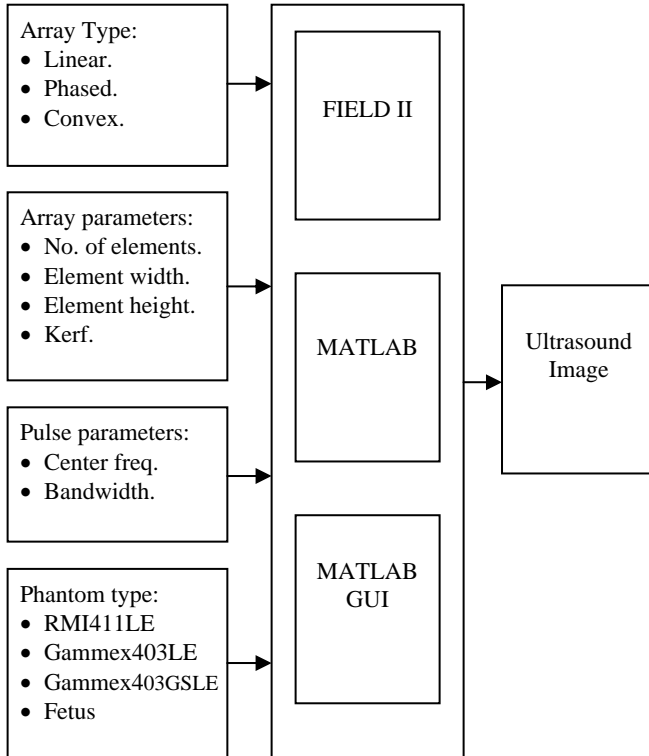 Array Type:
• Linear.
• Phased.
• Convex.
Array parameters:
• No. of elements.
• Element width.
• Element height.
• Kerf.
Pulse parameters:
• Center freq.
• Bandwidth.
Phantom type:
• RMI411LE
• Gammex403LE
• Gammex403GSLE
• Fetus
FIELD II
MATLAB
MATLAB
GUI
Ultrasound
Image